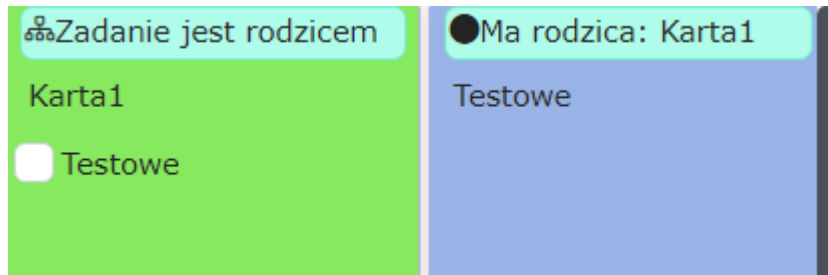 Zadanie jest rodzicem
Karta1
Testowe
Ma rodzica: Karta1
Testowe